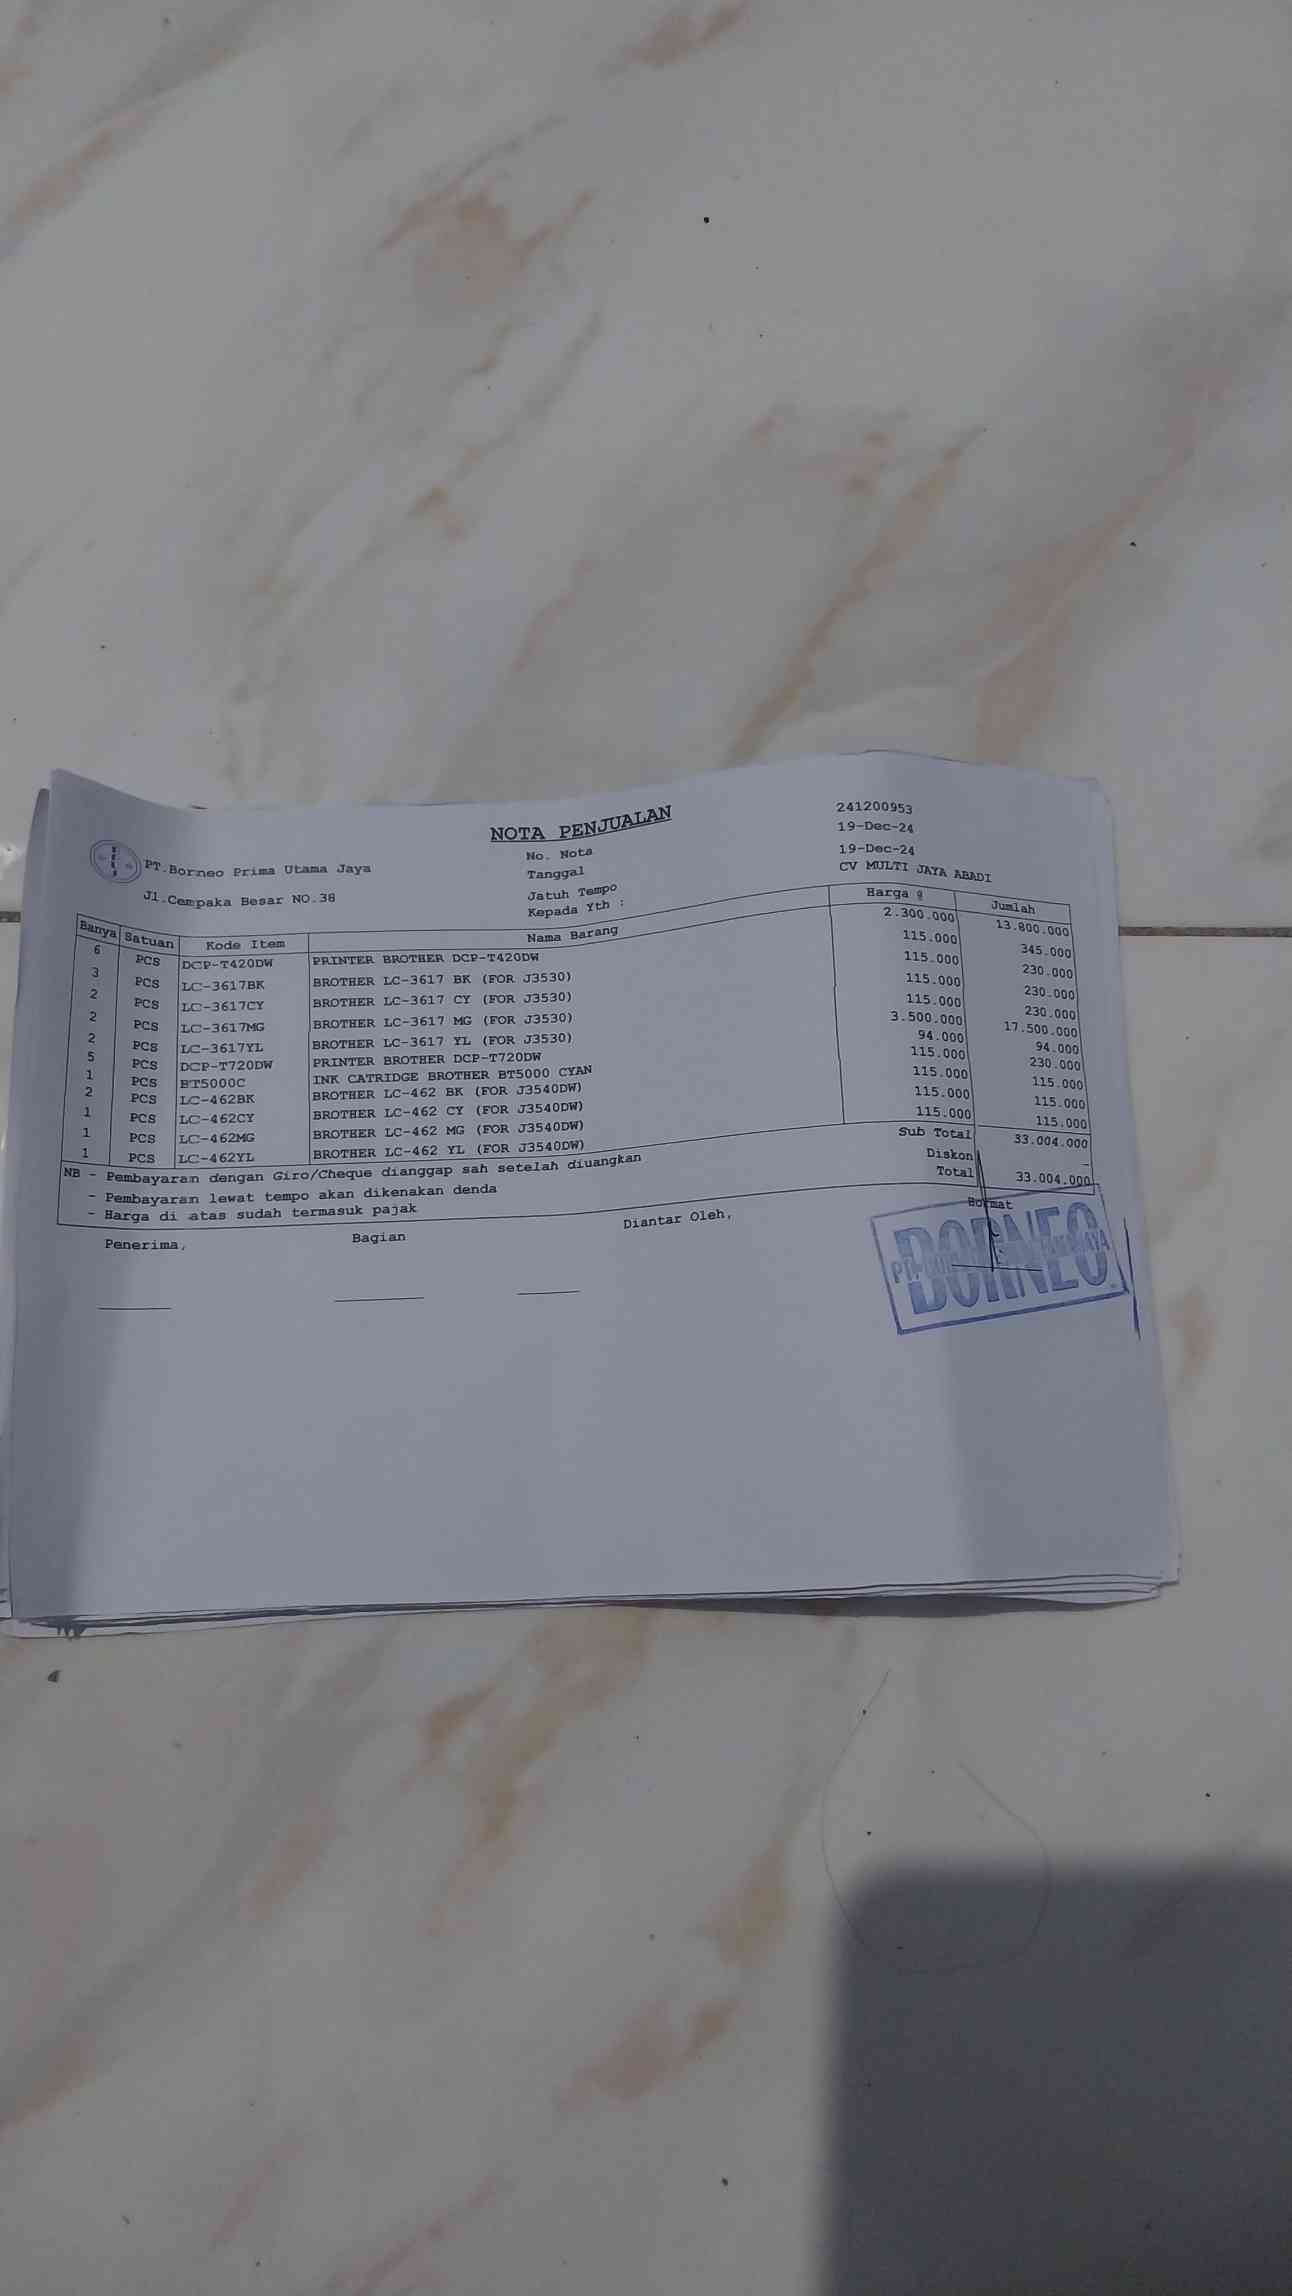 NOTA PENJUALAN
PT.Borneo Prima Utama Jaya
Jl.Cempaka Besar NO.38
No. Nota 241200953
Tanggal 19-Dec-24
Jatuh Tempo 19-Dec-24
Kepada Yth : CV MULTI JAYA ABADI
Banya Satuan Kode Item Nama Barang Harga @ Jumlah
6 PCS DCP-T420DW PRINTER BROTHER DCP-T420DW 2.300.000 13.800.000
3 PCS LC-3617BK BROTHER LC-3617 BK (FOR J3530) 115.000 345.000
2 PCS LC-3617CY BROTHER LC-3617 CY (FOR J3530) 115.000 230.000
2 PCS LC-3617MG BROTHER LC-3617 MG (FOR J3530) 115.000 230.000
2 PCS LC-3617YL BROTHER LC-3617 YL (FOR J3530) 115.000 230.000
5 PCS DCP-T720DW PRINTER BROTHER DCP-T720DW 3.500.000 17.500.000
1 PCS BT5000C INK CATRIDGE BROTHER BT5000 CYAN 94.000 94.000
2 PCS LC-462BK BROTHER LC-462 BK (FOR J3540DW) 115.000 230.000
1 PCS LC-462CY BROTHER LC-462 CY (FOR J3540DW) 115.000 115.000
1 PCS LC-462MG BROTHER LC-462 MG (FOR J3540DW) 115.000 115.000
1 PCS LC-462YL BROTHER LC-462 YL (FOR J3540DW) 115.000 115.000
NB - Pembayaran dengan Giro/Cheque dianggap sah setelah diuangkan Sub Total 33.004.000
- Pembayaran lewat tempo akan dikenakan denda Diskon -
- Harga di atas sudah termasuk pajak Total 33.004.000
Penerima, Bagian Diantar Oleh, Hormat
BORNEO